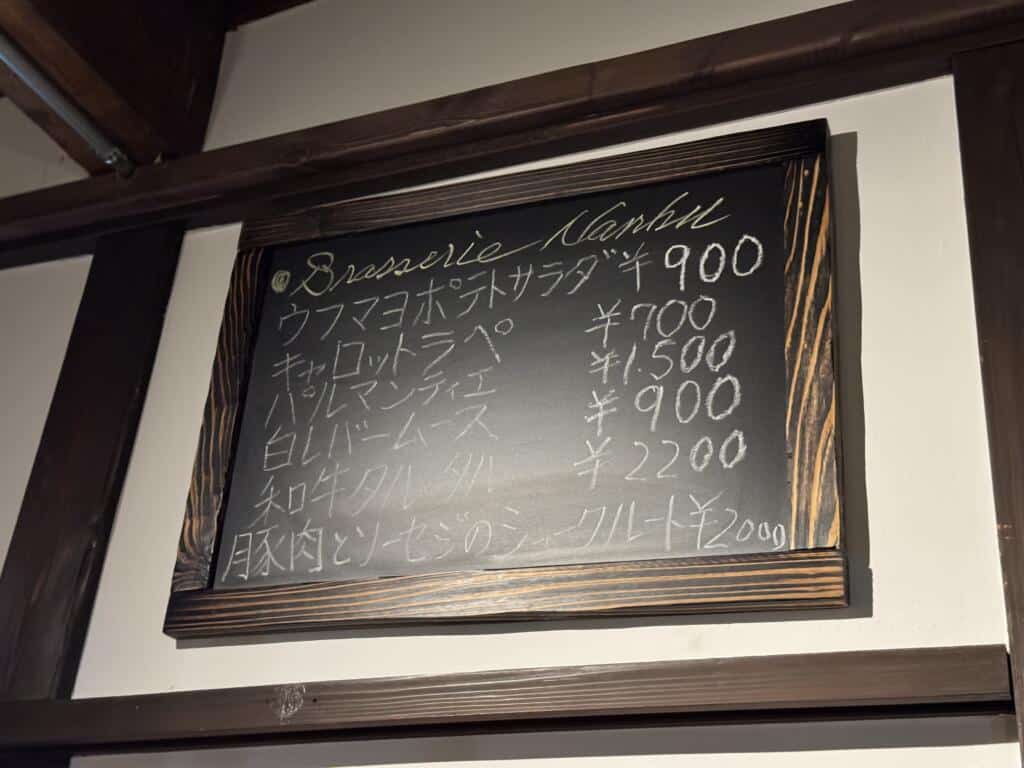 Brasserie Nanhu
ウフマヨポテトサラダ ¥900
キャロットラペ ¥700
パルマンティエ ¥1.500
白レバームース ¥900
和牛タルタル ¥2200
豚肉とソーセジのシュークルート ¥2000